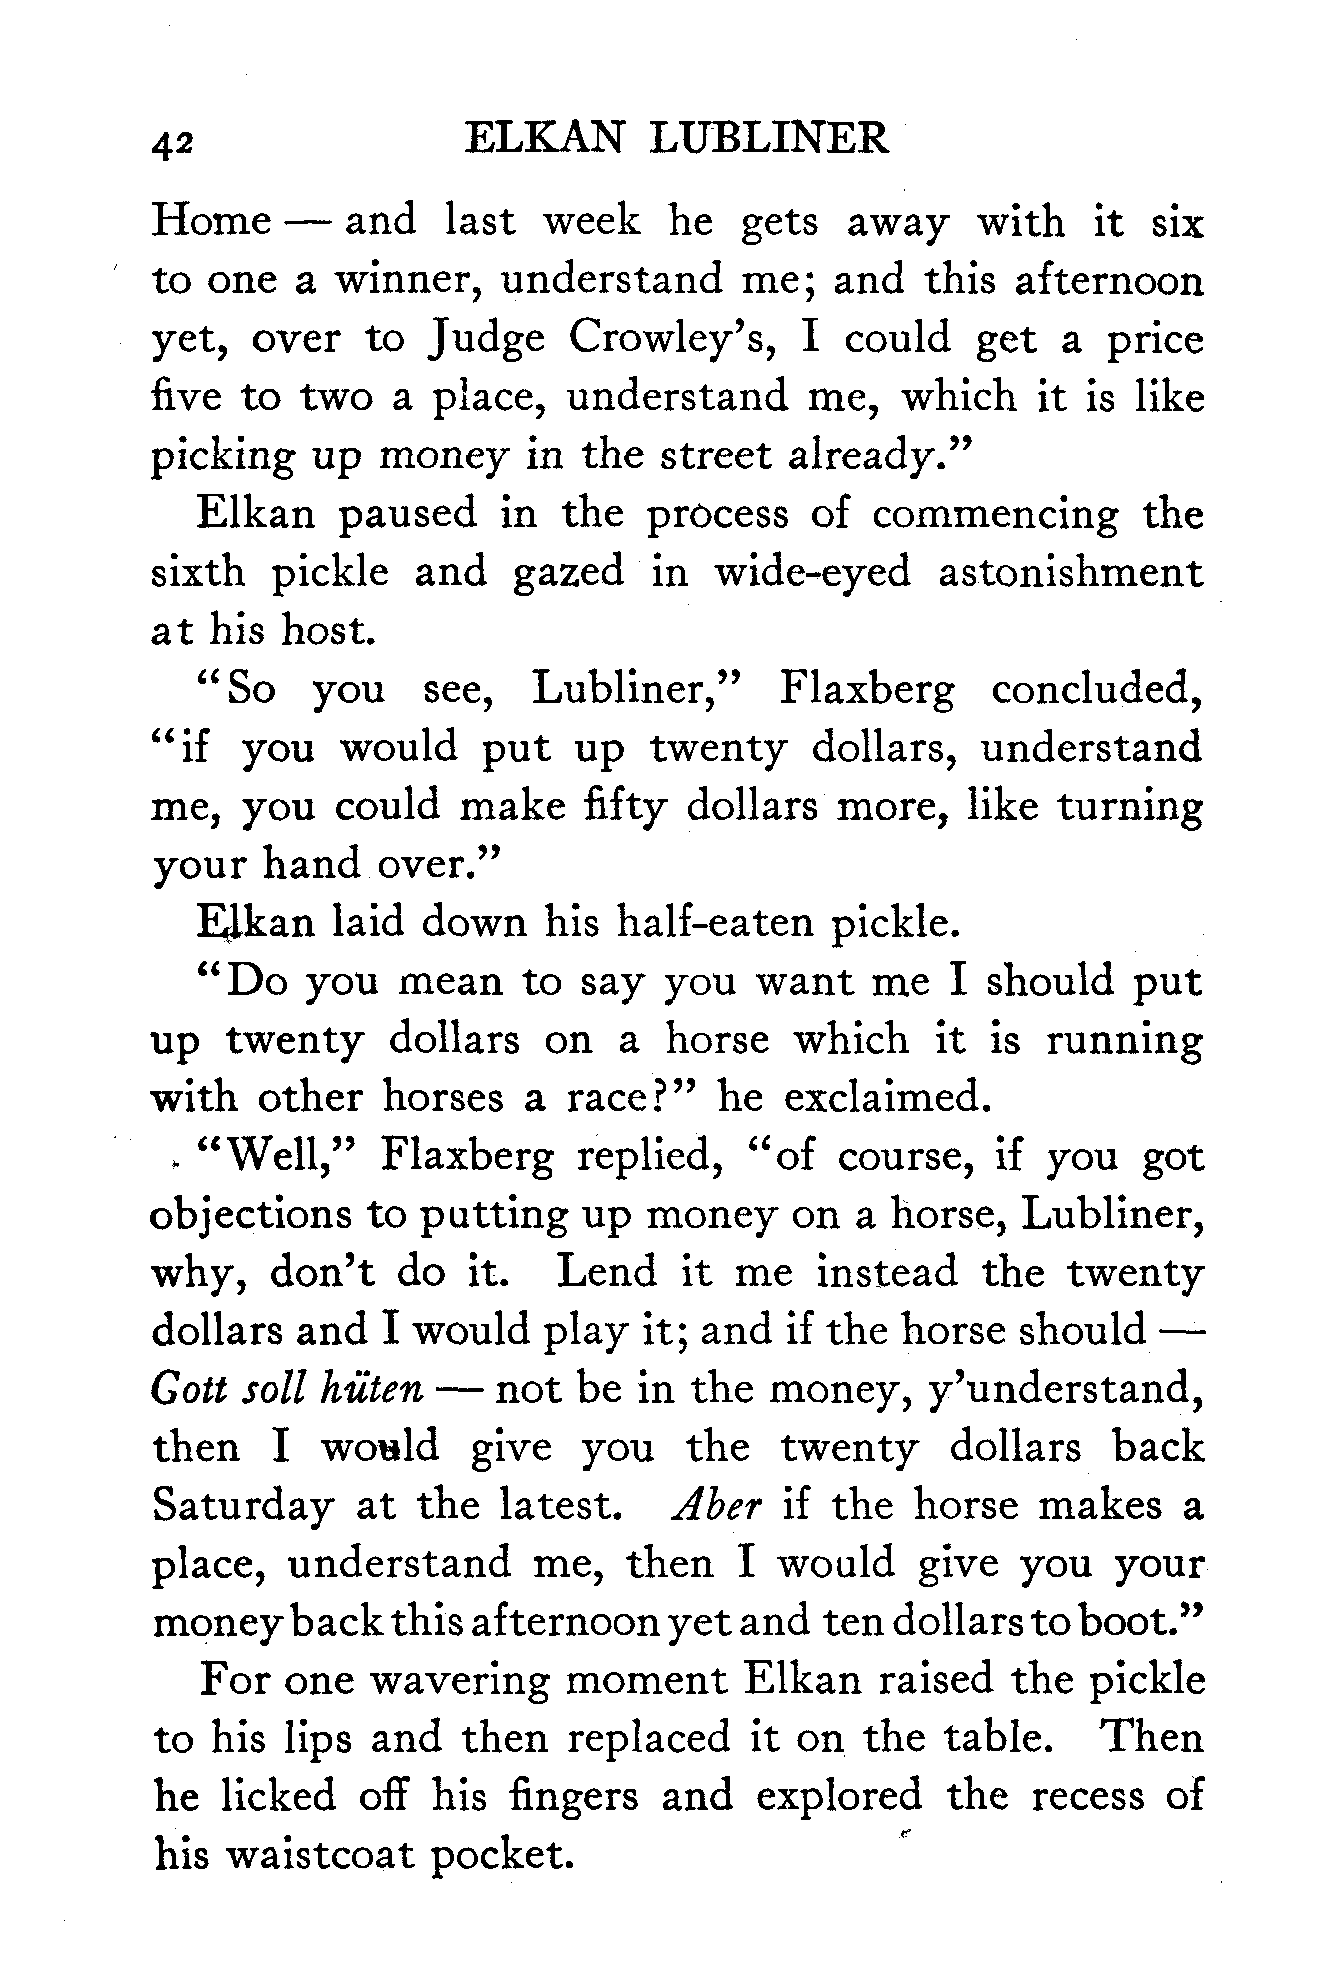 42 ELKAN LUBLINER
Home — and last week he gets away with it six
to one a winner, understand me; and this afternoon
yet, over to Judge Crowley's, I could get a price
five to two a place, understand me, which it is like
picking up money in the street already."
Elkan paused in the process of commencing the
sixth pickle and gazed in wide-eyed astonishment
at his host.
"So you see, Lubliner," Flaxberg concluded,
"if you would put up twenty dollars, understand
me, you could make fifty dollars more, like turning
your hand over."
Elkan laid down his half-eaten pickle.
"Do you mean to say you want me I should put
up twenty dollars on a horse which it is running
with other horses a race?" he exclaimed.
"Well," Flaxberg replied, "of course, if you got
objections to putting up money on a horse, Lubliner,
why, don't do it. Lend it me instead the twenty
dollars and I would play it; and if the horse should —
Gott soll hüten — not be in the money, y'understand,
then I would give you the twenty dollars back
Saturday at the latest. Aber if the horse makes a
place, understand me, then I would give you your
money back this afternoon yet and ten dollars to boot."
For one wavering moment Elkan raised the pickle
to his lips and then replaced it on the table. Then
he licked off his fingers and explored the recess of
his waistcoat pocket.